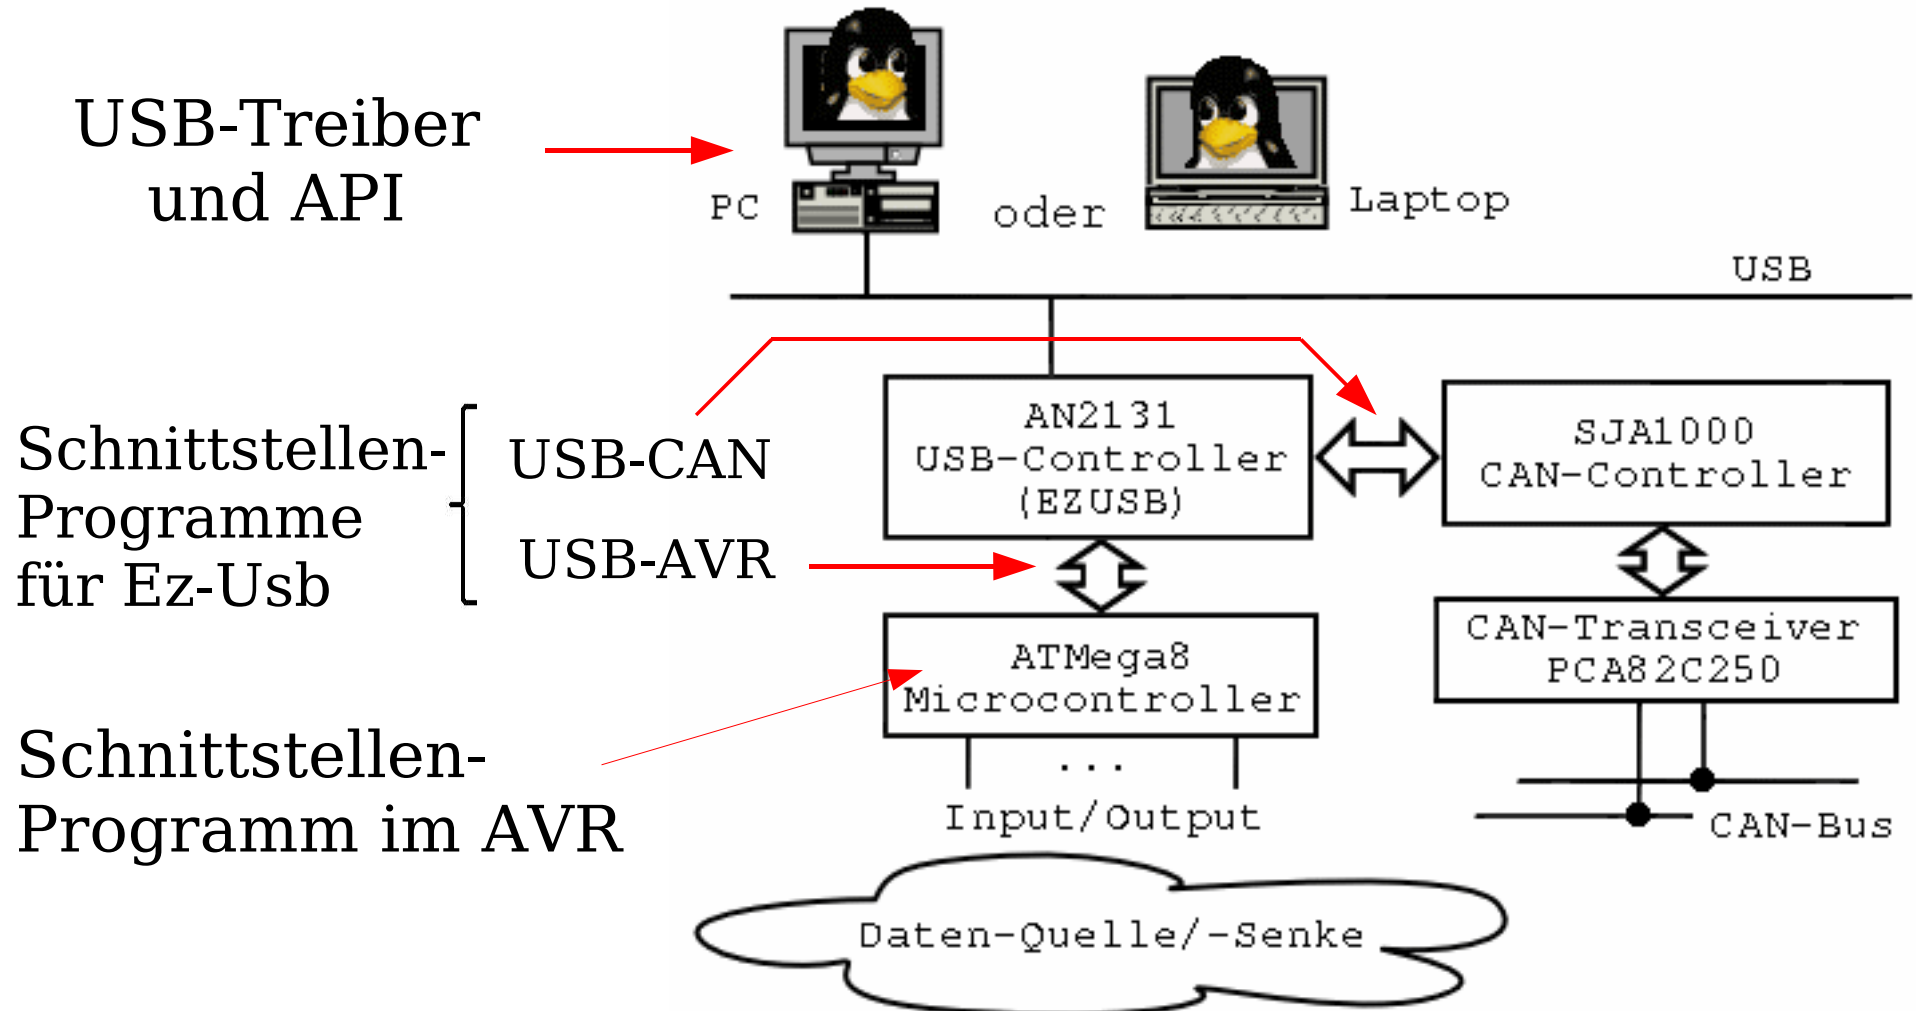 USB-Treiber
und API
PC
oder
Laptop
USB
Schnittstellen-
Programme
für Ez-Usb
USB-CAN
USB-AVR
AN2131
USB-Controller
(EZUSB)
SJA1000
CAN-Controller
ATMega8
Microcontroller
CAN-Transceiver
PCA82C250
Schnittstellen-
Programm im AVR
...
Input/Output
CAN-Bus
Daten-Quelle/-Senke